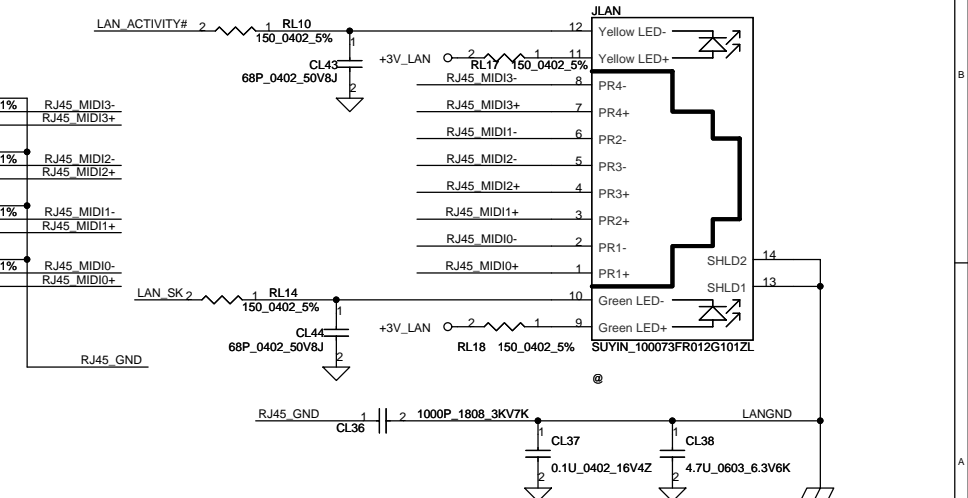 JLAN
LAN_ACTIVITY# 2 1 RL10 12 Yellow LED-
150_0402_5%
1
CL43 +3V_LAN 2 1 11 Yellow LED+
RL17 150_0402_5%
68P_0402_50V8J
2
RJ45_MIDI3- 8 PR4-
1% RJ45_MIDI3- RJ45_MIDI3+ 7 PR4+
RJ45_MIDI3+
RJ45_MIDI1- 6 PR2-
1% RJ45_MIDI2- RJ45_MIDI2- 5 PR3-
RJ45_MIDI2+
RJ45_MIDI2+ 4 PR3+
1% RJ45_MIDI1- RJ45_MIDI1+ 3 PR2+
RJ45_MIDI1+
RJ45_MIDI0- 2 PR1-
SHLD2 14
1% RJ45_MIDI0- RJ45_MIDI0+ 1 PR1+
RJ45_MIDI0+
SHLD1 13
LAN_SK 2 1 RL14 10 Green LED-
150_0402_5%
1
CL44 +3V_LAN 2 1 9 Green LED+
68P_0402_50V8J RL18 150_0402_5% SUYIN_100073FR012G101ZL
2
RJ45_GND
@
RJ45_GND 1 2 1000P_1808_3KV7K LANGND
CL36
1 1
CL37 CL38
0.1U_0402_16V4Z 4.7U_0603_6.3V6K
2 2
B
A